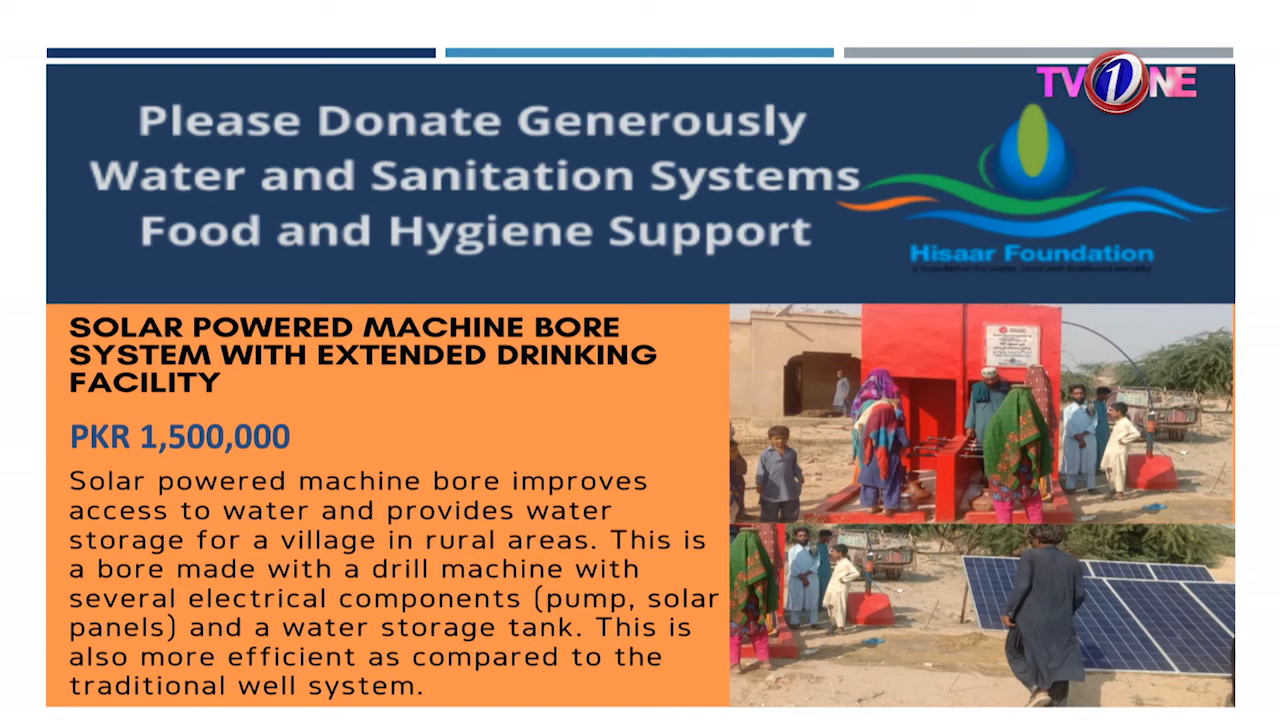 TV 1 NE
Please Donate Generously
Water and Sanitation Systems
Food and Hygiene Support
Hisaar Foundation
SOLAR POWERED MACHINE BORE
SYSTEM WITH EXTENDED DRINKING
FACILITY
PKR 1,500,000
Solar powered machine bore improves
access to water and provides water
storage for a village in rural areas. This is
a bore made with a drill machine with
several electrical components (pump, solar
panels) and a water storage tank. This is
also more efficient as compared to the
traditional well system.